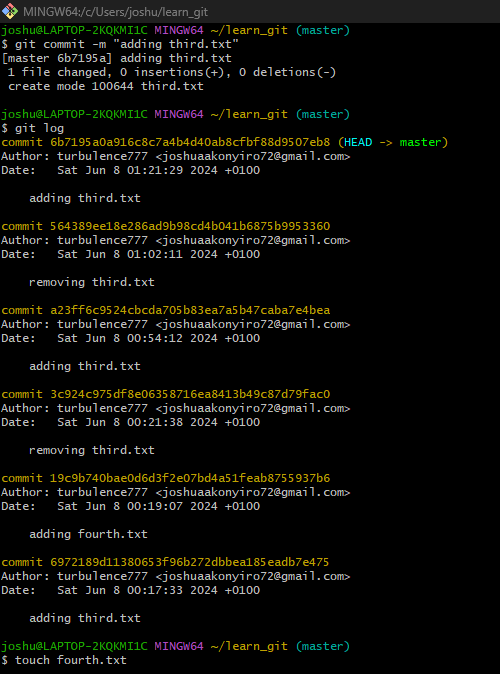 MINGW64:/c/Users/joshu/learn_git
joshu@LAPTOP-2KQKMI1C MINGW64 ~/learn_git (master)
$ git commit -m "adding third.txt"
[master 6b7195a] adding third.txt
 1 file changed, 0 insertions(+), 0 deletions(-)
 create mode 100644 third.txt

joshu@LAPTOP-2KQKMI1C MINGW64 ~/learn_git (master)
$ git log
commit 6b7195a0a916c8c7a4b4d40ab8cfbf88d9507eb8 (HEAD -> master)
Author: turbulence777 <joshuaakonyiro72@gmail.com>
Date:   Sat Jun 8 01:21:29 2024 +0100

    adding third.txt

commit 564389ee18e286ad9b98cd4b041b6875b9953360
Author: turbulence777 <joshuaakonyiro72@gmail.com>
Date:   Sat Jun 8 01:02:11 2024 +0100

    removing third.txt

commit a23ff6c9524cbcda705b83ea7a5b47caba7e4bea
Author: turbulence777 <joshuaakonyiro72@gmail.com>
Date:   Sat Jun 8 00:54:12 2024 +0100

    adding third.txt

commit 3c924c975df8e06358716ea8413b49c87d79fac0
Author: turbulence777 <joshuaakonyiro72@gmail.com>
Date:   Sat Jun 8 00:21:38 2024 +0100

    removing third.txt

commit 19c9b740bae0d6d3f2e07bd4a51feab8755937b6
Author: turbulence777 <joshuaakonyiro72@gmail.com>
Date:   Sat Jun 8 00:19:07 2024 +0100

    adding fourth.txt

commit 6972189d11380653f96b272dbbea185eadb7e475
Author: turbulence777 <joshuaakonyiro72@gmail.com>
Date:   Sat Jun 8 00:17:33 2024 +0100

    adding third.txt

joshu@LAPTOP-2KQKMI1C MINGW64 ~/learn_git (master)
$ touch fourth.txt